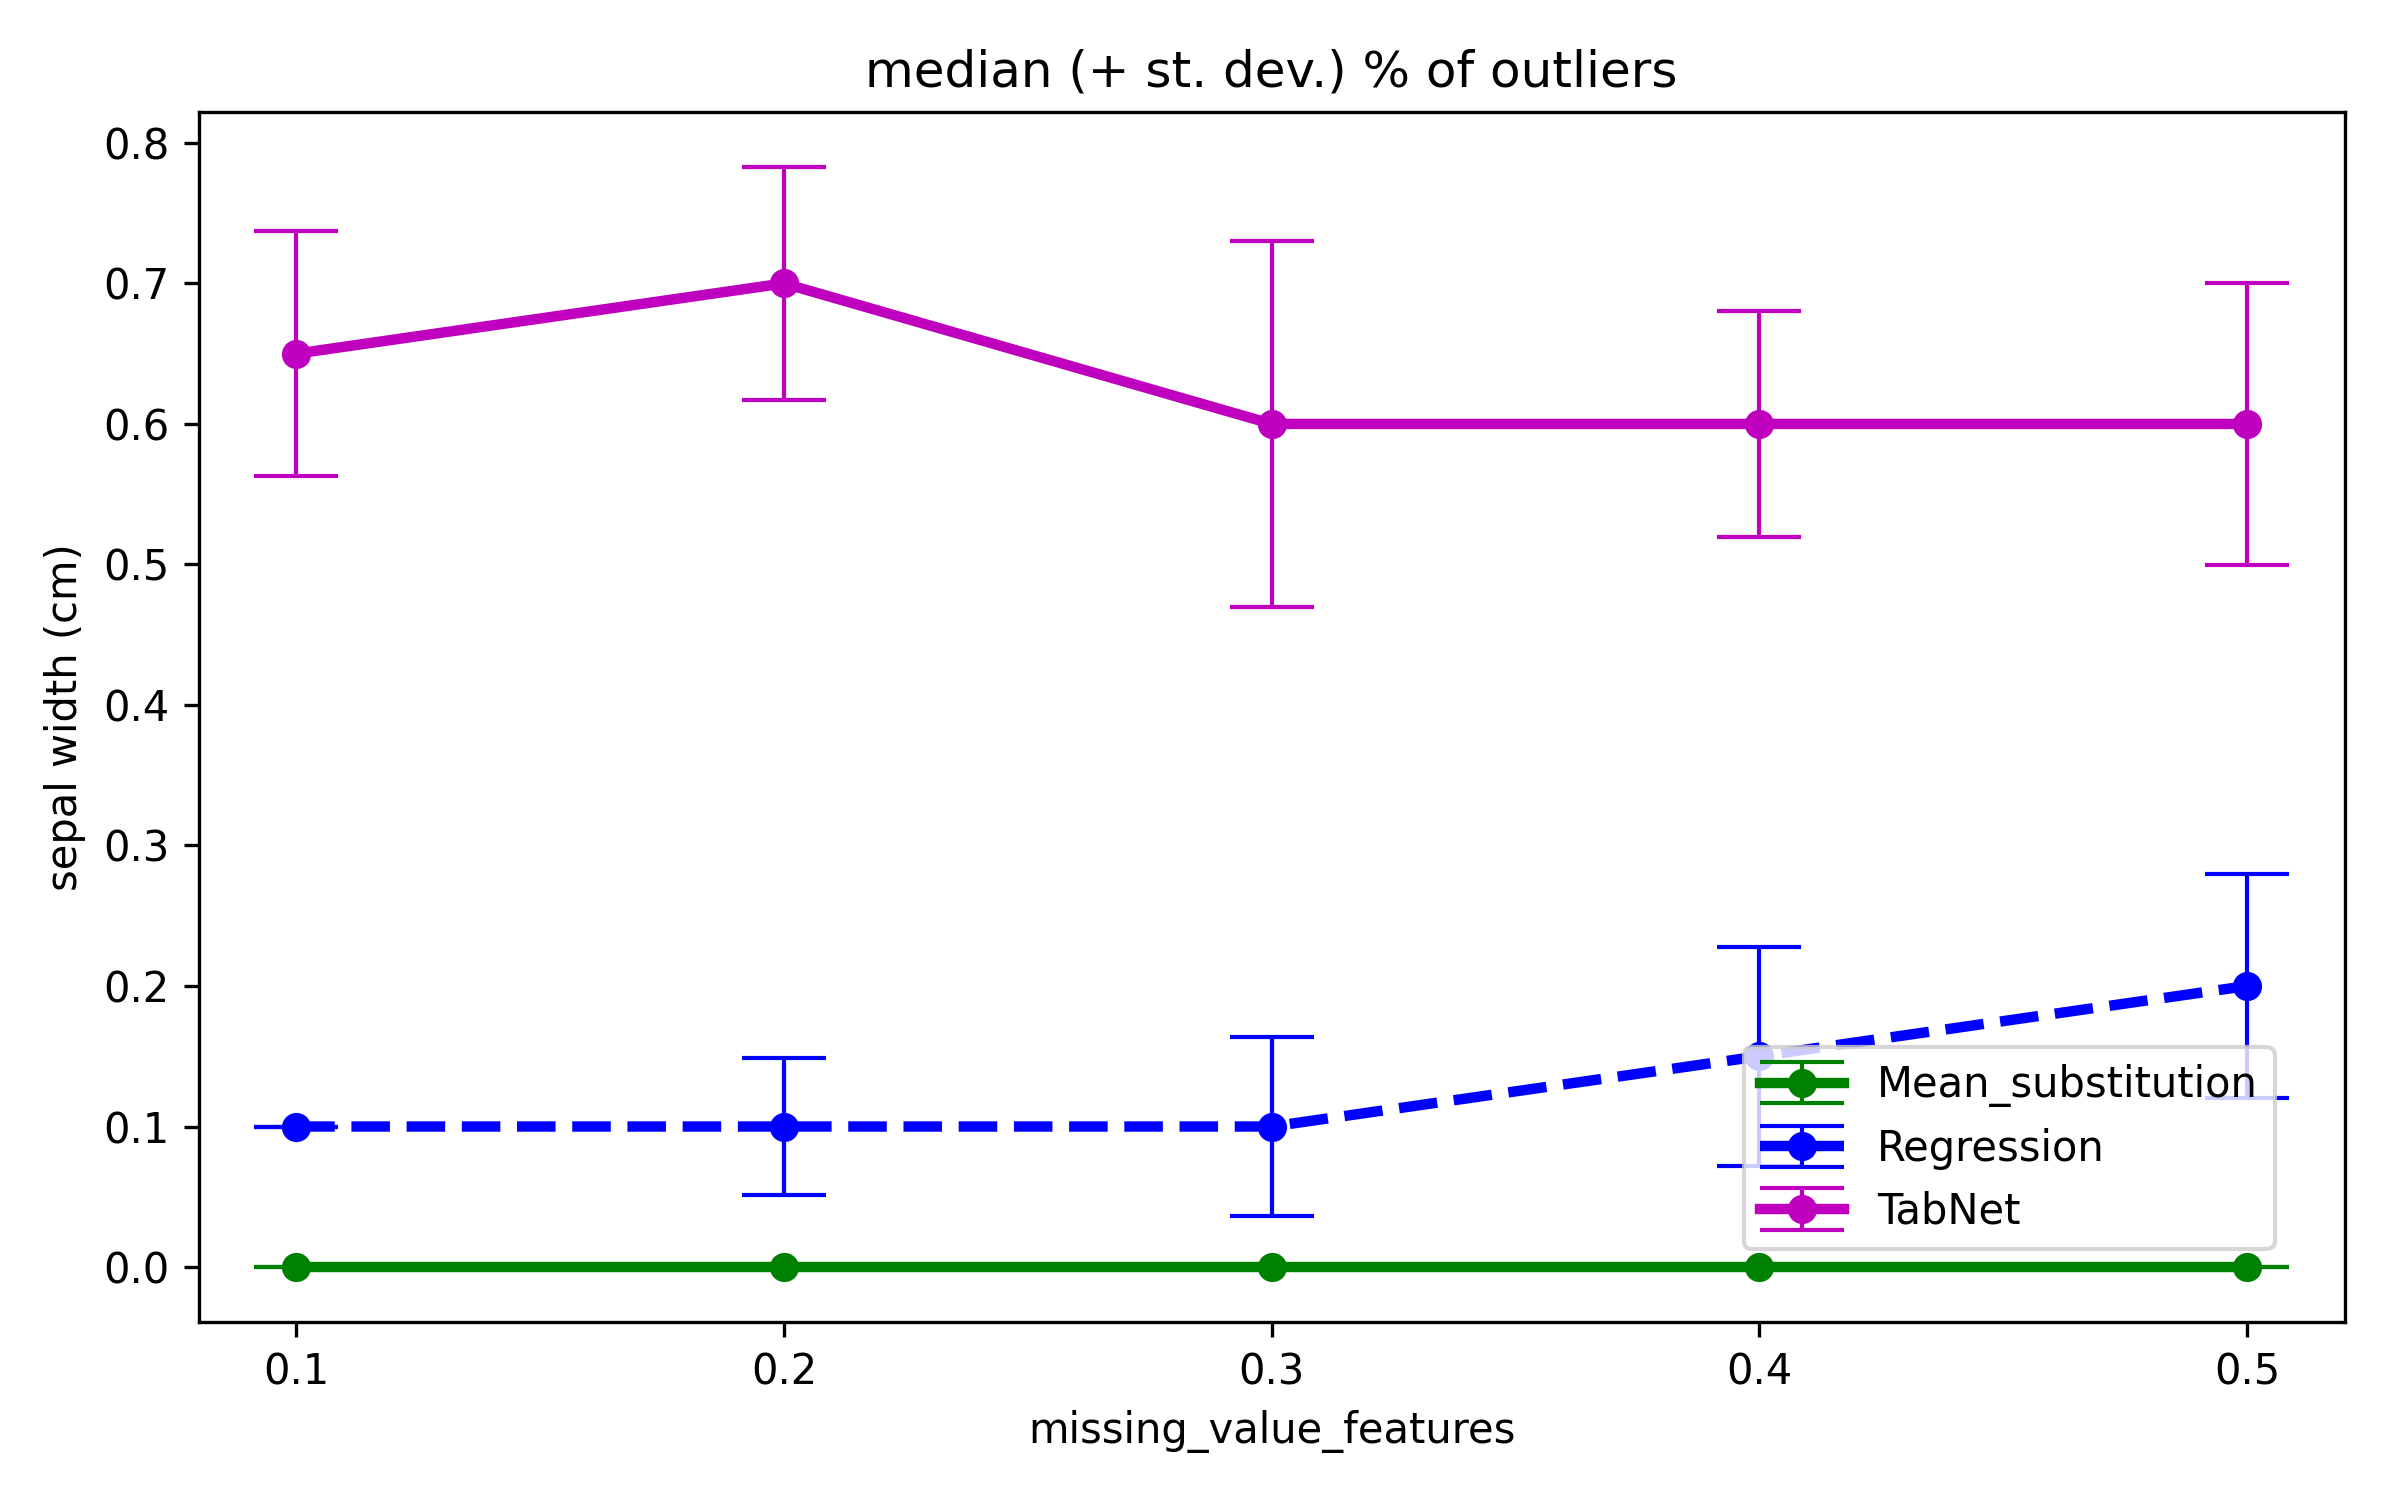 median (+ st. dev.) % of outliers
sepal width (cm)
0.8
0.7
0.6
0.5
0.4
0.3
0.2
0.1
0.0
Mean_substitution
Regression
TabNet
0.1 0.2 0.3 0.4 0.5
missing_value_features